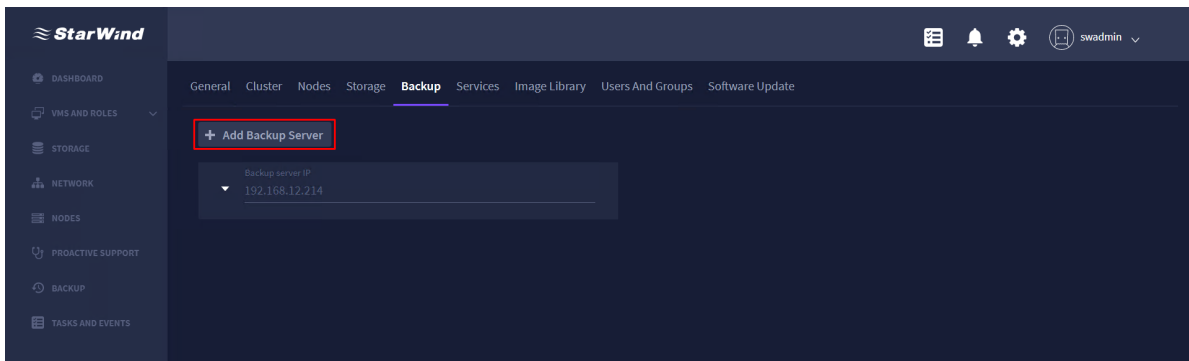 StarWind
swadmin
DASHBOARD
General Cluster Nodes Storage Backup Services Image Library Users And Groups Software Update
VMS AND ROLES
+ Add Backup Server
STORAGE
Backup server IP
NETWORK
192.168.12.214
NODES
PROACTIVE SUPPORT
BACKUP
TASKS AND EVENTS